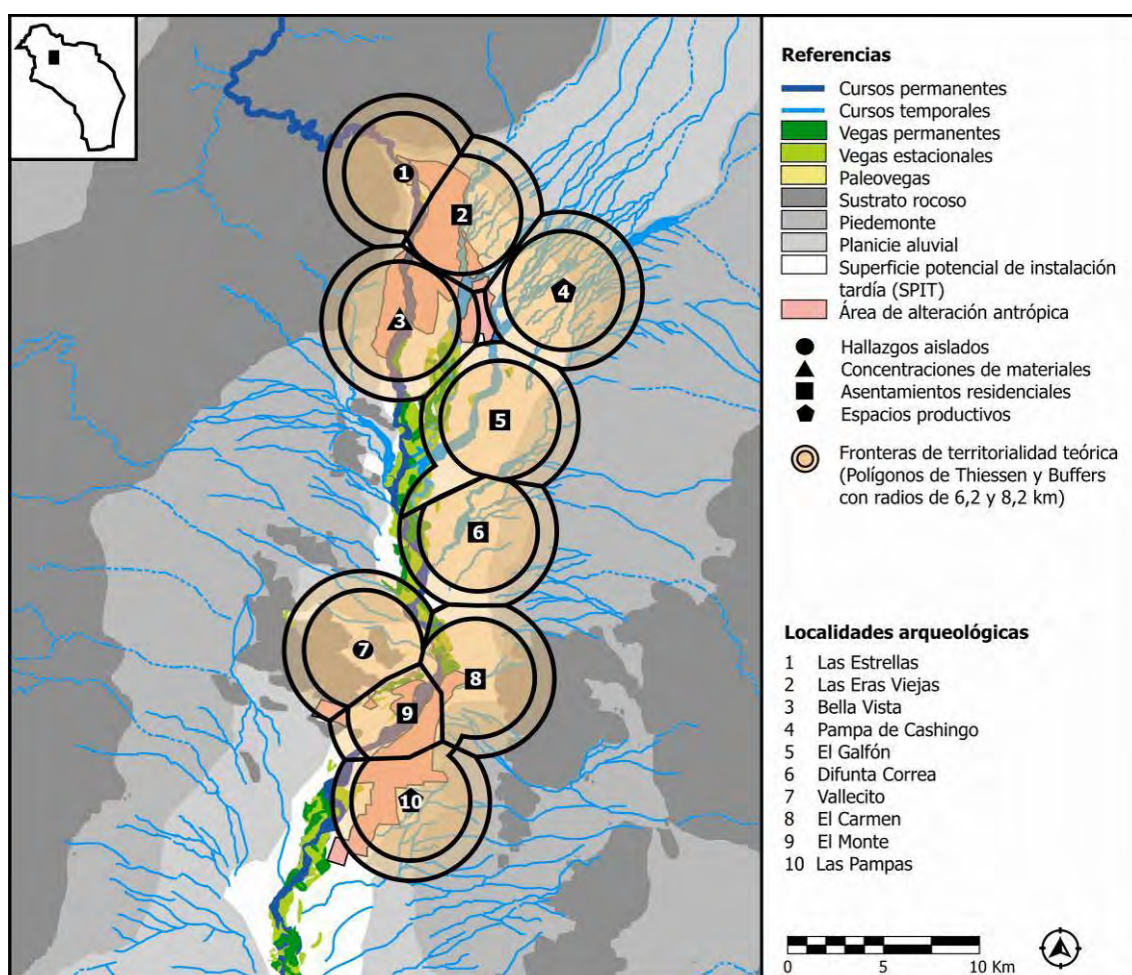 Referencias
Cursos permanentes
Cursos temporales
Vegas permanentes
Vegas estacionales
Paleovegas
Sustrato rocoso
Piedemonte
Planicie aluvial
Superficie potencial de instalación
tardía (SPIT)
Área de alteración antrópica
Hallazgos aislados
Concentraciones de materiales
Asentamientos residenciales
Espacios productivos
Fronteras de territorialidad teórica
(Polígonos de Thiessen y Buffers
con radios de 6,2 y 8,2 km)
Localidades arqueológicas
1 Las Estrellas
2 Las Eras Viejas
3 Bella Vista
4 Pampa de Cashingo
5 El Galfón
6 Difunta Correa
7 Vallecito
8 El Carmen
9 El Monte
10 Las Pampas
0 5 10 Km
1
2
3
4
5
6
7
8
9
10